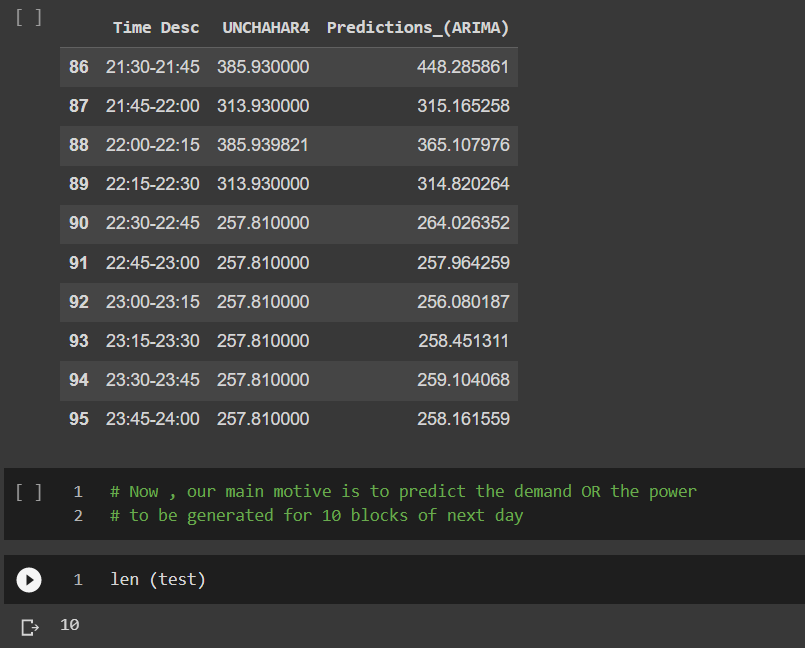 [ ]
Time Desc UNCHAHAR4 Predictions_(ARIMA)
86 21:30-21:45 385.930000 448.285861
87 21:45-22:00 313.930000 315.165258
88 22:00-22:15 385.939821 365.107976
89 22:15-22:30 313.930000 314.820264
90 22:30-22:45 257.810000 264.026352
91 22:45-23:00 257.810000 257.964259
92 23:00-23:15 257.810000 256.080187
93 23:15-23:30 257.810000 258.451311
94 23:30-23:45 257.810000 259.104068
95 23:45-24:00 257.810000 258.161559
[ ] 1 # Now , our main motive is to predict the demand OR the power
2 # to be generated for 10 blocks of next day
1 len (test)
10